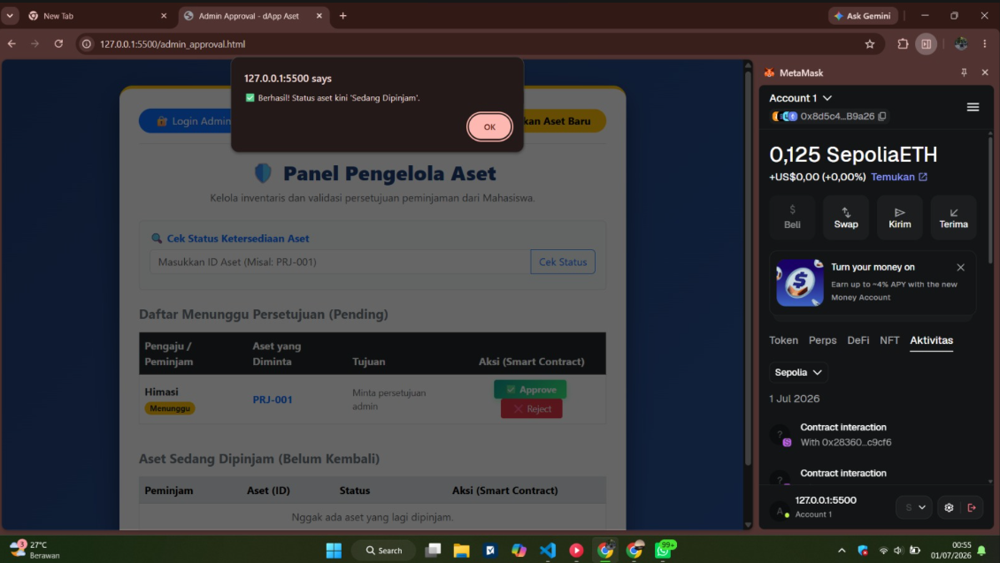 New Tab
Admin Approval - dApp Aset
Ask Gemini
127.0.0.1:5500/admin_approval.html
127.0.0.1:5500 says
✅ Berhasil! Status aset kini 'Sedang Dipinjam'.
OK
Login Admin
kan Aset Baru
Panel Pengelola Aset
Kelola inventaris dan validasi persetujuan peminjaman dari Mahasiswa.
Cek Status Ketersediaan Aset
Masukkan ID Aset (Misal: PRJ-001)
Cek Status
Daftar Menunggu Persetujuan (Pending)
Pengaju / Peminjam
Aset yang Diminta
Tujuan
Aksi (Smart Contract)
Himasi
Menunggu
PRJ-001
Minta persetujuan admin
✅ Approve
❌ Reject
Aset Sedang Dipinjam (Belum Kembali)
Peminjam
Aset (ID)
Status
Aksi (Smart Contract)
Nggak ada aset yang lagi dipinjam.
MetaMask
Account 1
0x8d5c4...B9a26
0,125 SepoliaETH
+US$0,00 (+0,00%) Temukan
Beli
Swap
Kirim
Terima
Turn your money on
Earn up to ~4% APY with the new
Money Account
Token
Perps
DeFi
NFT
Aktivitas
Sepolia
1 Jul 2026
?
S
Contract interaction
With 0x28360...c9cf6
?
Contract interaction
A
127.0.0.1:5500
Account 1
S
3
27°C
Berawan
Search
99+
00:55
01/07/2026